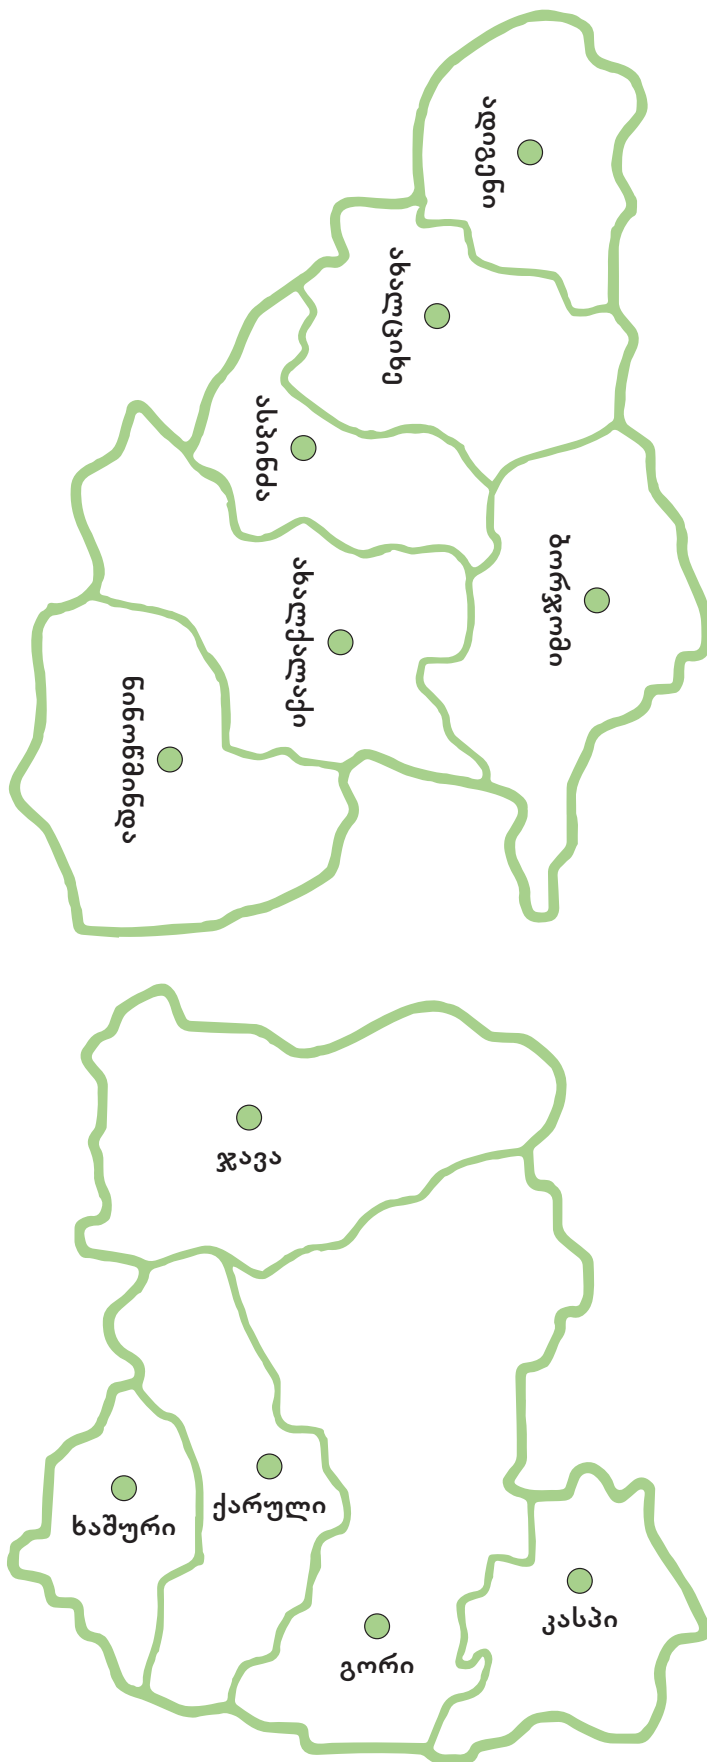 ადიგენი
ახალციხე
ასპინძა
ბორჯომი
ახალქალაქი
ნინოწმინდა
ჯავა
ქარული
ხაშური
კასპი
გორი